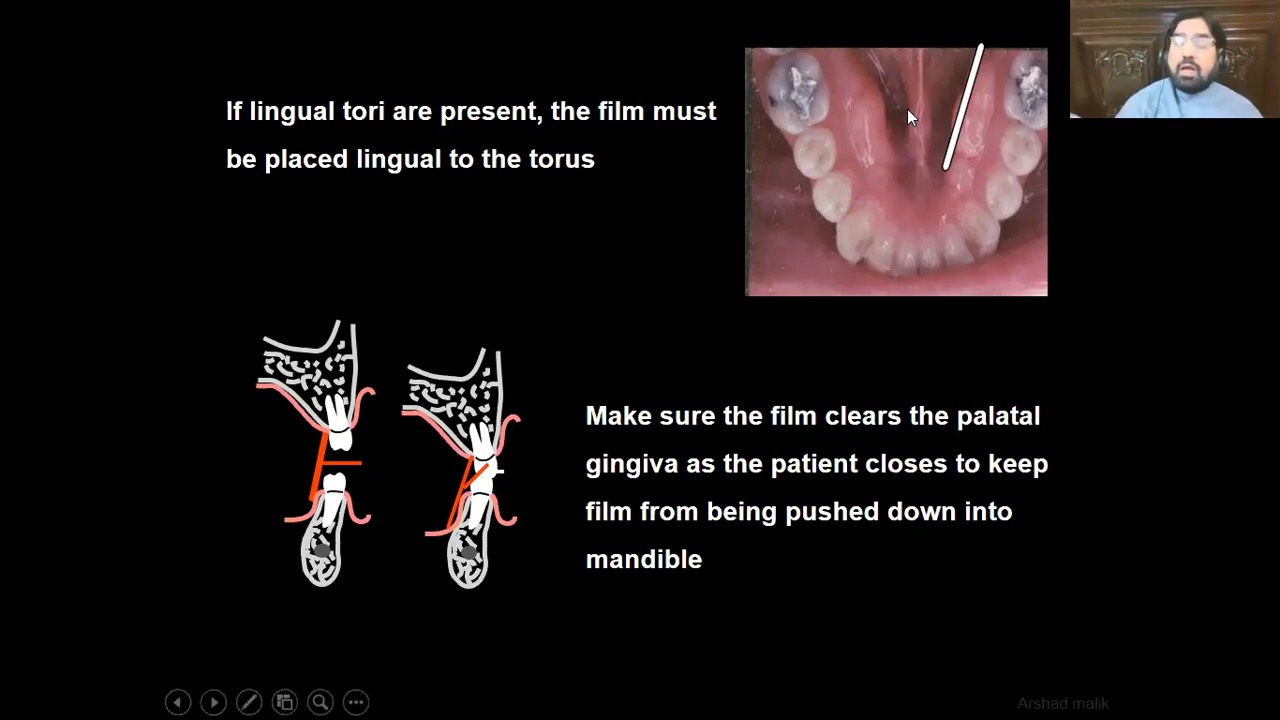 If lingual tori are present, the film must
be placed lingual to the torus
Make sure the film clears the palatal
gingiva as the patient closes to keep
film from being pushed down into
mandible
Arshad malik